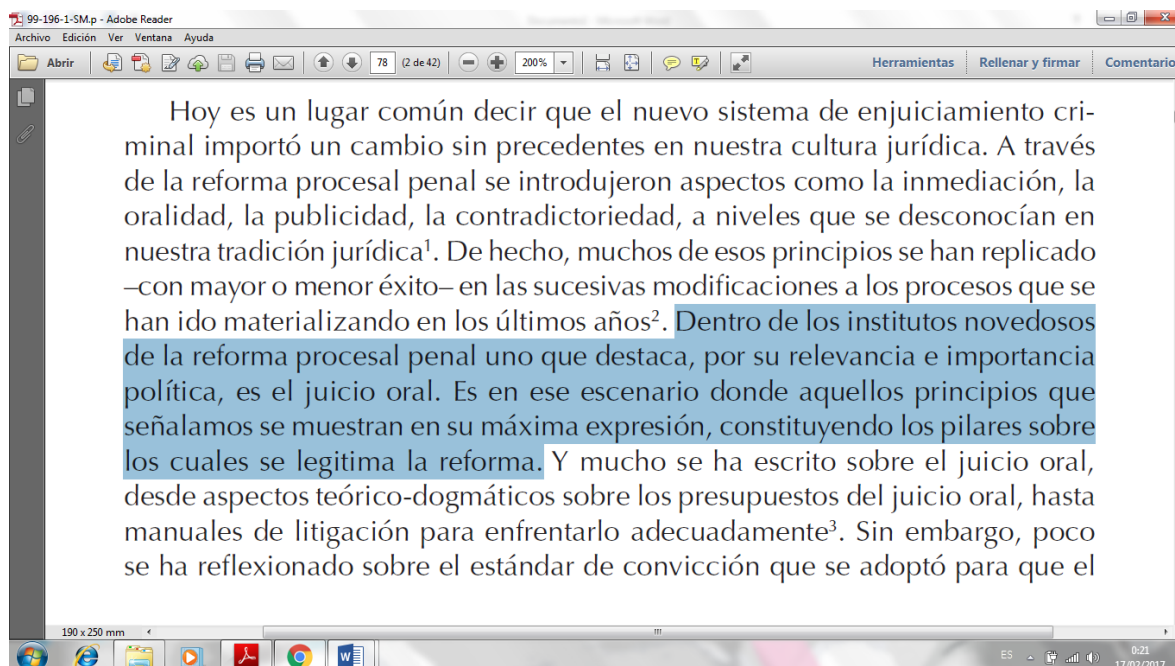 99-196-1-SM.p - Adobe Reader
Archivo Edición Ver Ventana Ayuda
Abrir 78 (2 de 42) 200% Herramientas Rellenar y firmar Comentario
Hoy es un lugar común decir que el nuevo sistema de enjuiciamiento cri-
minal importó un cambio sin precedentes en nuestra cultura jurídica. A través
de la reforma procesal penal se introdujeron aspectos como la inmediación, la
oralidad, la publicidad, la contradictoriedad, a niveles que se desconocían en
nuestra tradición jurídica¹. De hecho, muchos de esos principios se han replicado
–con mayor o menor éxito– en las sucesivas modificaciones a los procesos que se
han ido materializando en los últimos años². Dentro de los institutos novedosos
de la reforma procesal penal uno que destaca, por su relevancia e importancia
política, es el juicio oral. Es en ese escenario donde aquellos principios que
señalamos se muestran en su máxima expresión, constituyendo los pilares sobre
los cuales se legitima la reforma. Y mucho se ha escrito sobre el juicio oral,
desde aspectos teórico-dogmáticos sobre los presupuestos del juicio oral, hasta
manuales de litigación para enfrentarlo adecuadamente³. Sin embargo, poco
se ha reflexionado sobre el estándar de convicción que se adoptó para que el
190 x 250 mm
ES 0:21
17/02/2017